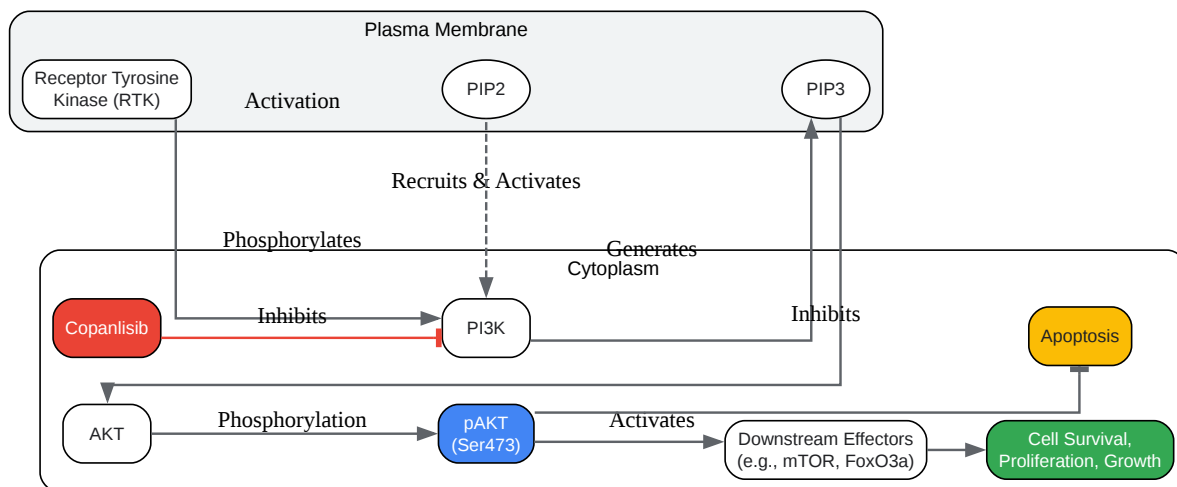 Plasma Membrane
Receptor Tyrosine
Kinase (RTK)
PIP2
PIP3
Activation
Recruits & Activates
Phosphorylates
Generates
Cytoplasm
Copanlisib
Inhibits
PI3K
Inhibits
Apoptosis
AKT
Phosphorylation
pAKT
(Ser473)
Activates
Downstream Effectors
(e.g., mTOR, FoxO3a)
Cell Survival,
Proliferation, Growth